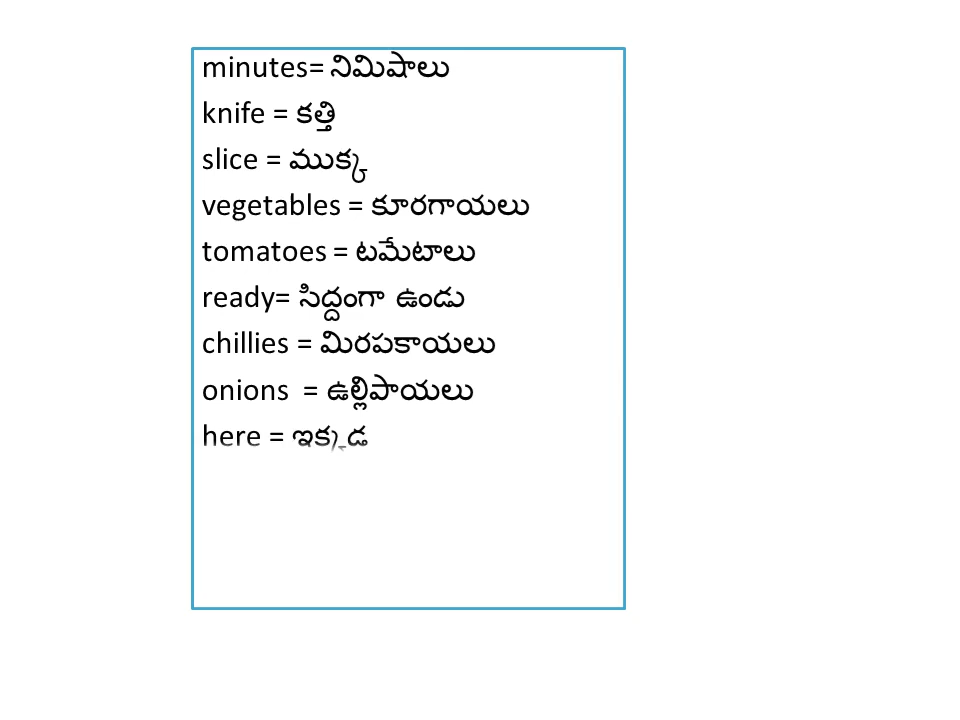 minutes= నిమిషాలు
knife = కత్తి
slice = ముక్క
vegetables = కూరగాయలు
tomatoes = టమేటాలు
ready= సిద్దంగా ఉండు
chillies = మిరపకాయలు
onions  = ఉల్లిపాయలు
here = ఇక్కడ